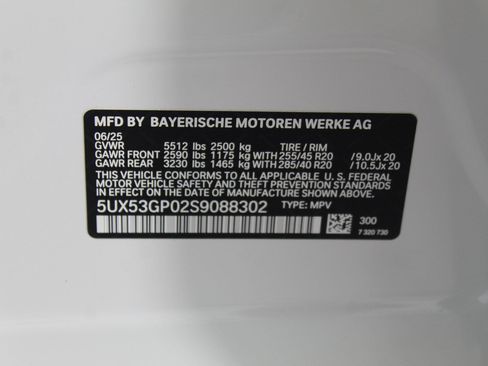 MFD BY BAYERISCHE MOTOREN WERKE AG
06/25
GVWR 5512 lbs 2500 kg TIRE / RIM
GAWR FRONT 2590 lbs 1175 kg WITH 255/45 R20 /9.0Jx 20
GAWR REAR 3230 lbs 1465 kg WITH 285/40 R20 /10.5Jx 20
THIS VEHICLE CONFORMS TO ALL APPLICABLE U. S. FEDERAL
MOTOR VEHICLE SAFETY, BUMPER, AND THEFT PREVENTION
STANDARDS IN EFFECT ON THE DATE OF MANUFACTURE
SHOWN ABOVE.
5UX53GP02S9088302 TYPE: MPV
300
7 320 730